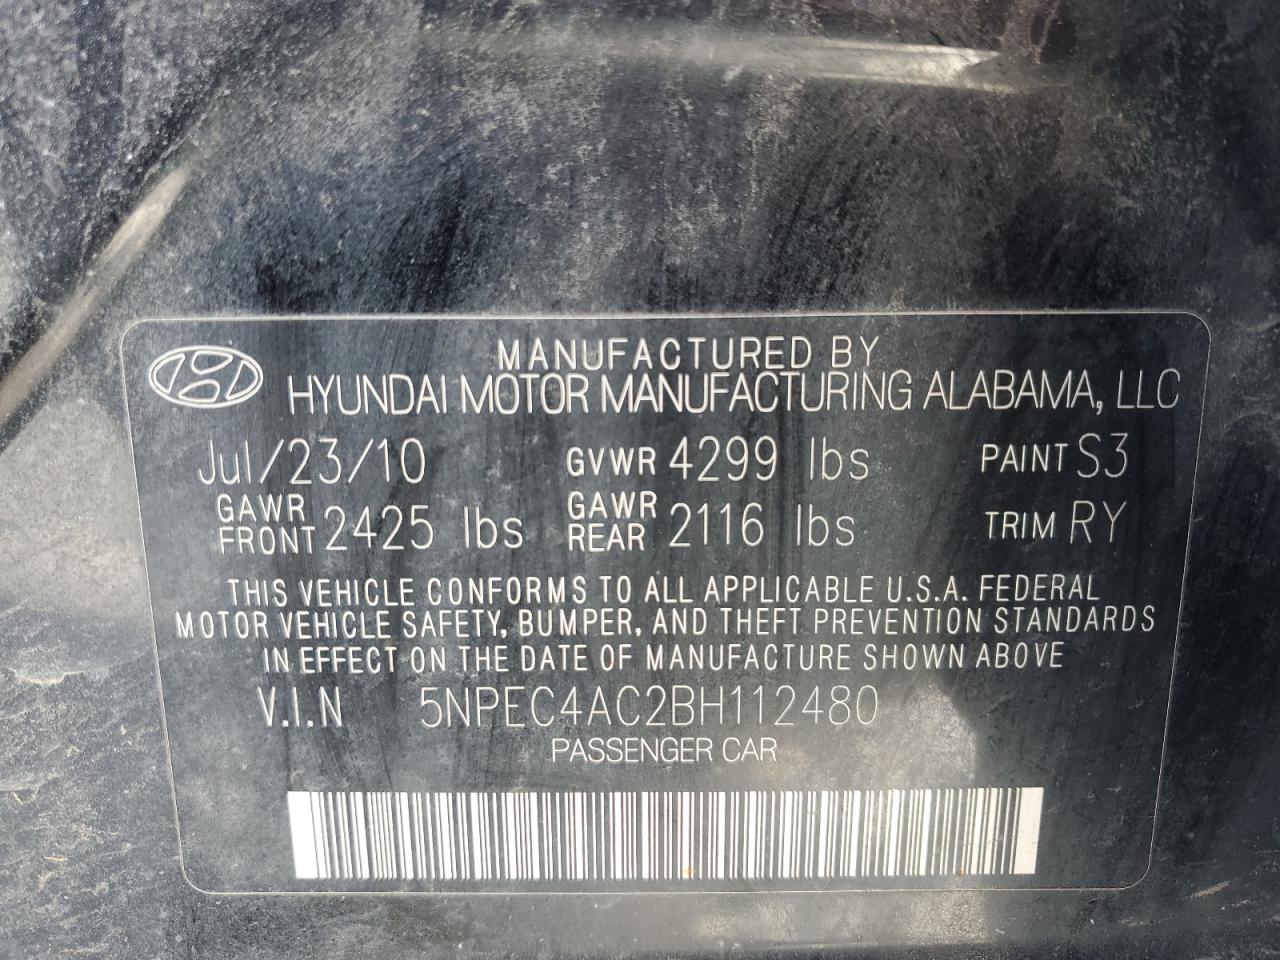 MANUFACTURED BY
HYUNDAI MOTOR MANUFACTURING ALABAMA, LLC
Jul/23/10 GVWR 4299 lbs PAINT S3
GAWR FRONT 2425 lbs GAWR REAR 2116 lbs TRIM RY
THIS VEHICLE CONFORMS TO ALL APPLICABLE U.S.A. FEDERAL
MOTOR VEHICLE SAFETY, BUMPER, AND THEFT PREVENTION STANDARDS
IN EFFECT ON THE DATE OF MANUFACTURE SHOWN ABOVE
V.I.N 5NPEC4AC2BH112480
PASSENGER CAR